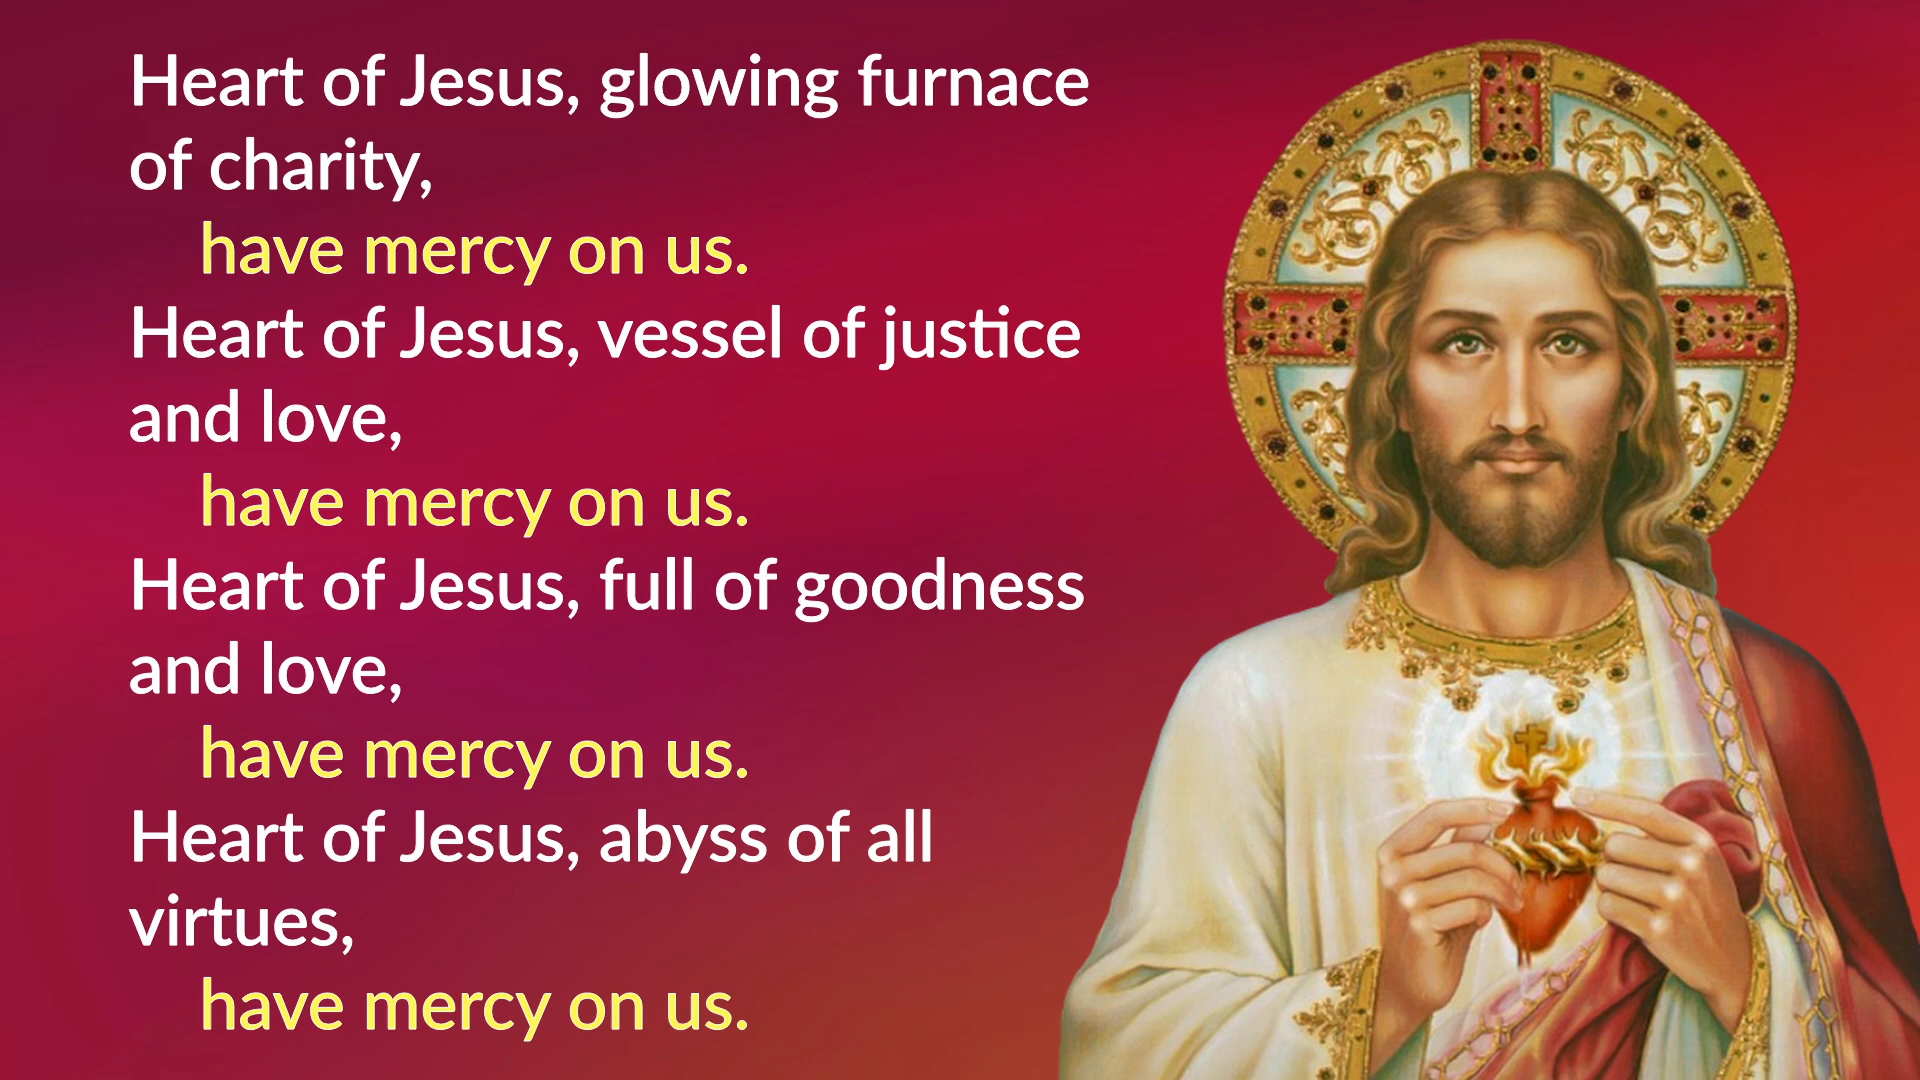 Heart of Jesus, glowing furnace
of charity,
have mercy on us.
Heart of Jesus, vessel of justice
and love,
have mercy on us.
Heart of Jesus, full of goodness
and love,
have mercy on us.
Heart of Jesus, abyss of all
virtues,
have mercy on us.